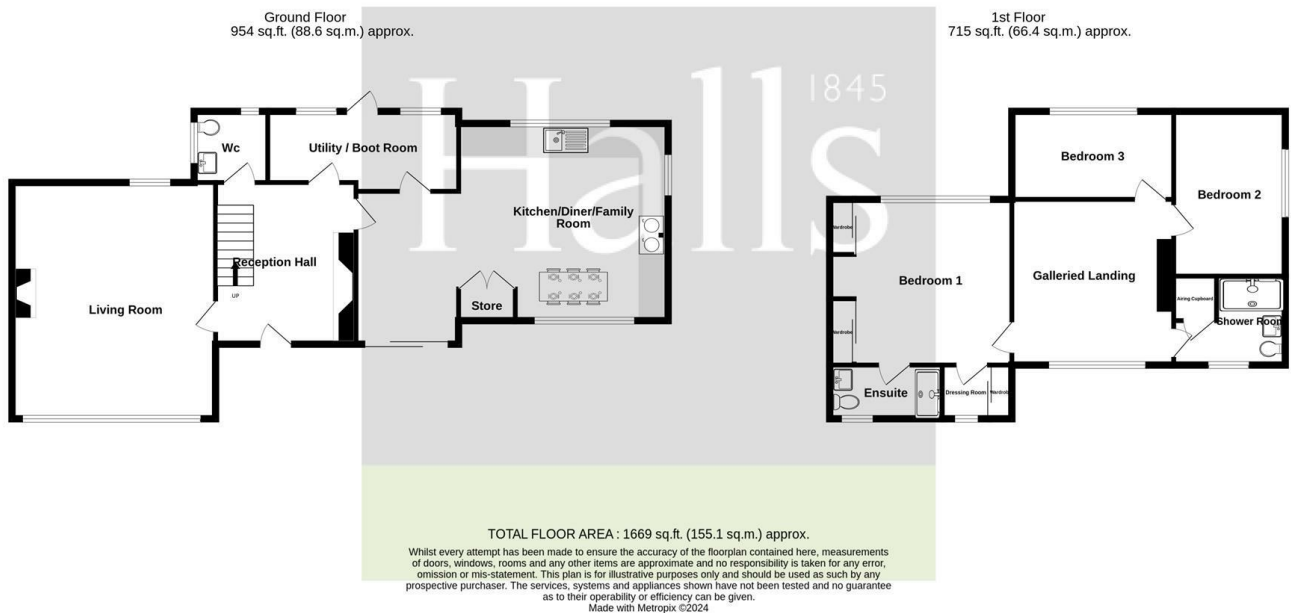 Ground Floor
954 sq.ft. (88.6 sq.m.) approx.
1st Floor
715 sq.ft. (66.4 sq.m.) approx.
Halls
1845
Wc
Utility / Boot Room
Kitchen/Diner/Family
Room
Reception Hall
UP
Living Room
Store
Bedroom 3
Bedroom 2
Wardrobe
Bedroom 1
Galleried Landing
Airing Cupboard
Wardrobe
Shower Room
Ensuite
Dressing Room
Wardrobe
TOTAL FLOOR AREA : 1669 sq.ft. (155.1 sq.m.) approx.
Whilst every attempt has been made to ensure the accuracy of the floorplan contained here, measurements
of doors, windows, rooms and any other items are approximate and no responsibility is taken for any error,
omission or mis-statement. This plan is for illustrative purposes only and should be used as such by any
prospective purchaser. The services, systems and appliances shown have not been tested and no guarantee
as to their operability or efficiency can be given.
Made with Metropix ©2024